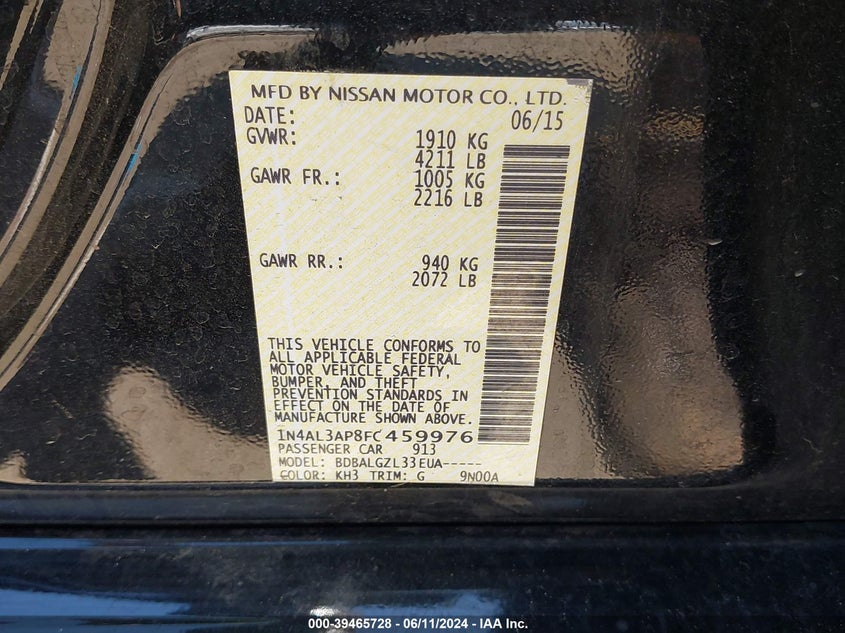 MFD BY NISSAN MOTOR CO., LTD.
DATE: 06/15
GVWR: 1910 KG
4211 LB
GAWR FR.: 1005 KG
2216 LB
GAWR RR.: 940 KG
2072 LB
THIS VEHICLE CONFORMS TO
ALL APPLICABLE FEDERAL
MOTOR VEHICLE SAFETY,
BUMPER, AND THEFT
PREVENTION STANDARDS IN
EFFECT ON THE DATE OF
MANUFACTURE SHOWN ABOVE.
1N4AL3AP8FC459976
PASSENGER CAR 913
MODEL: BDBALGZL33EUA-----
COLOR: KH3 TRIM: G 9N00A
000-39465728 - 06/11/2024 - IAA Inc.